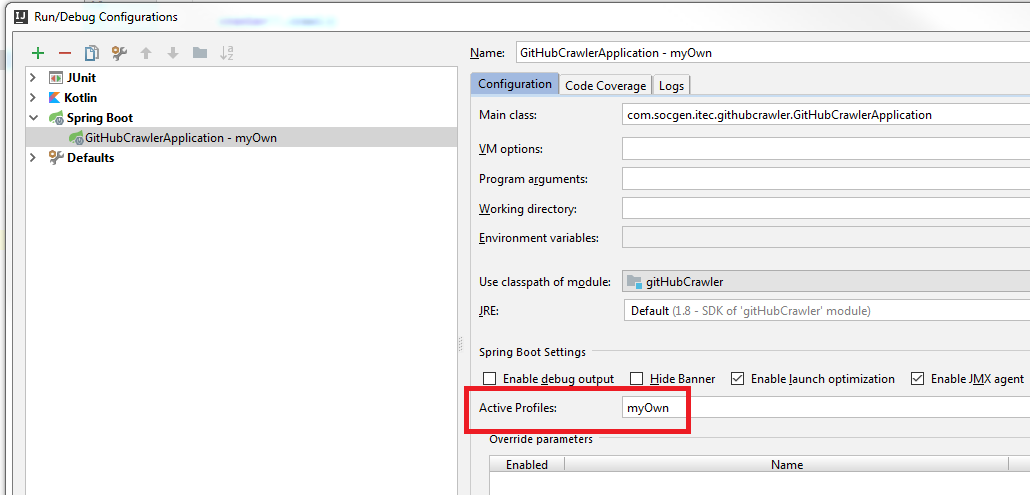 Run/Debug Configurations
Name: GitHubCrawlerApplication - myOwn
JUnit
Kotlin
Spring Boot
GitHubCrawlerApplication - myOwn
Defaults
Configuration Code Coverage Logs
Main class: com.socgen.itec.githubcrawler.GitHubCrawlerApplication
VM options:
Program arguments:
Working directory:
Environment variables:
Use classpath of module: gitHubCrawler
JRE: Default (1.8 - SDK of 'gitHubCrawler' module)
Spring Boot Settings
Enable debug output Hide Banner Enable launch optimization Enable JMX agent
Active Profiles: myOwn
Override parameters
Enabled Name